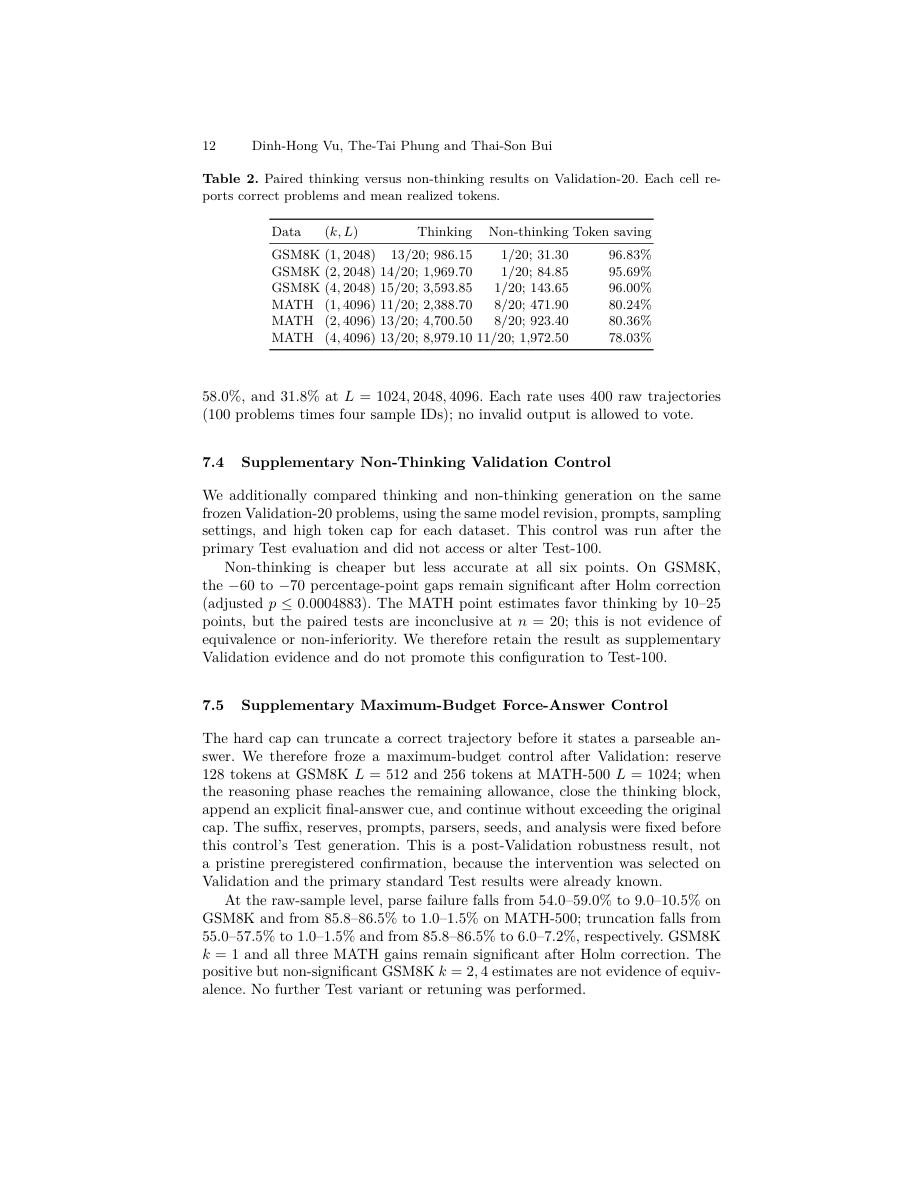 12 Dinh-Hong Vu, The-Tai Phung and Thai-Son Bui
Table 2. Paired thinking versus non-thinking results on Validation-20. Each cell re-
ports correct problems and mean realized tokens.
Data (k, L) Thinking Non-thinking Token saving
GSM8K (1, 2048) 13/20; 986.15 1/20; 31.30 96.83%
GSM8K (2, 2048) 14/20; 1,969.70 1/20; 84.85 95.69%
GSM8K (4, 2048) 15/20; 3,593.85 1/20; 143.65 96.00%
MATH (1, 4096) 11/20; 2,388.70 8/20; 471.90 80.24%
MATH (2, 4096) 13/20; 4,700.50 8/20; 923.40 80.36%
MATH (4, 4096) 13/20; 8,979.10 11/20; 1,972.50 78.03%
58.0%, and 31.8% at L = 1024, 2048, 4096. Each rate uses 400 raw trajectories
(100 problems times four sample IDs); no invalid output is allowed to vote.
7.4 Supplementary Non-Thinking Validation Control
We additionally compared thinking and non-thinking generation on the same
frozen Validation-20 problems, using the same model revision, prompts, sampling
settings, and high token cap for each dataset. This control was run after the
primary Test evaluation and did not access or alter Test-100.
Non-thinking is cheaper but less accurate at all six points. On GSM8K,
the −60 to −70 percentage-point gaps remain significant after Holm correction
(adjusted p ≤ 0.0004883). The MATH point estimates favor thinking by 10–25
points, but the paired tests are inconclusive at n = 20; this is not evidence of
equivalence or non-inferiority. We therefore retain the result as supplementary
Validation evidence and do not promote this configuration to Test-100.
7.5 Supplementary Maximum-Budget Force-Answer Control
The hard cap can truncate a correct trajectory before it states a parseable an-
swer. We therefore froze a maximum-budget control after Validation: reserve
128 tokens at GSM8K L = 512 and 256 tokens at MATH-500 L = 1024; when
the reasoning phase reaches the remaining allowance, close the thinking block,
append an explicit final-answer cue, and continue without exceeding the original
cap. The suffix, reserves, prompts, parsers, seeds, and analysis were fixed before
this control's Test generation. This is a post-Validation robustness result, not
a pristine preregistered confirmation, because the intervention was selected on
Validation and the primary standard Test results were already known.
At the raw-sample level, parse failure falls from 54.0–59.0% to 9.0–10.5% on
GSM8K and from 85.8–86.5% to 1.0–1.5% on MATH-500; truncation falls from
55.0–57.5% to 1.0–1.5% and from 85.8–86.5% to 6.0–7.2%, respectively. GSM8K
k = 1 and all three MATH gains remain significant after Holm correction. The
positive but non-significant GSM8K k = 2, 4 estimates are not evidence of equiv-
alence. No further Test variant or retuning was performed.